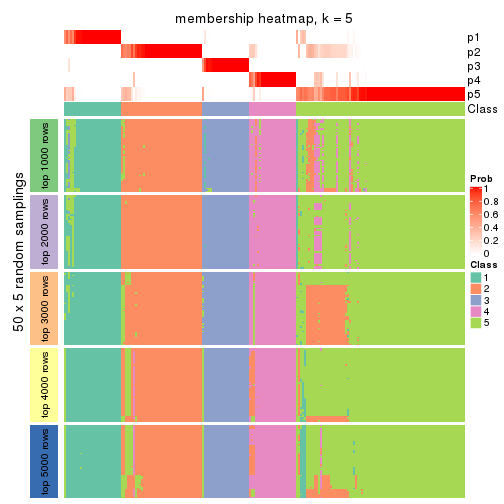 membership heatmap, k = 5
p1
p2
p3
p4
p5
Class
50 x 5 random samplings
top 1000 rows
top 2000 rows
top 3000 rows
top 4000 rows
top 5000 rows
Prob
1
0.8
0.6
0.4
0.2
0
Class
1
2
3
4
5